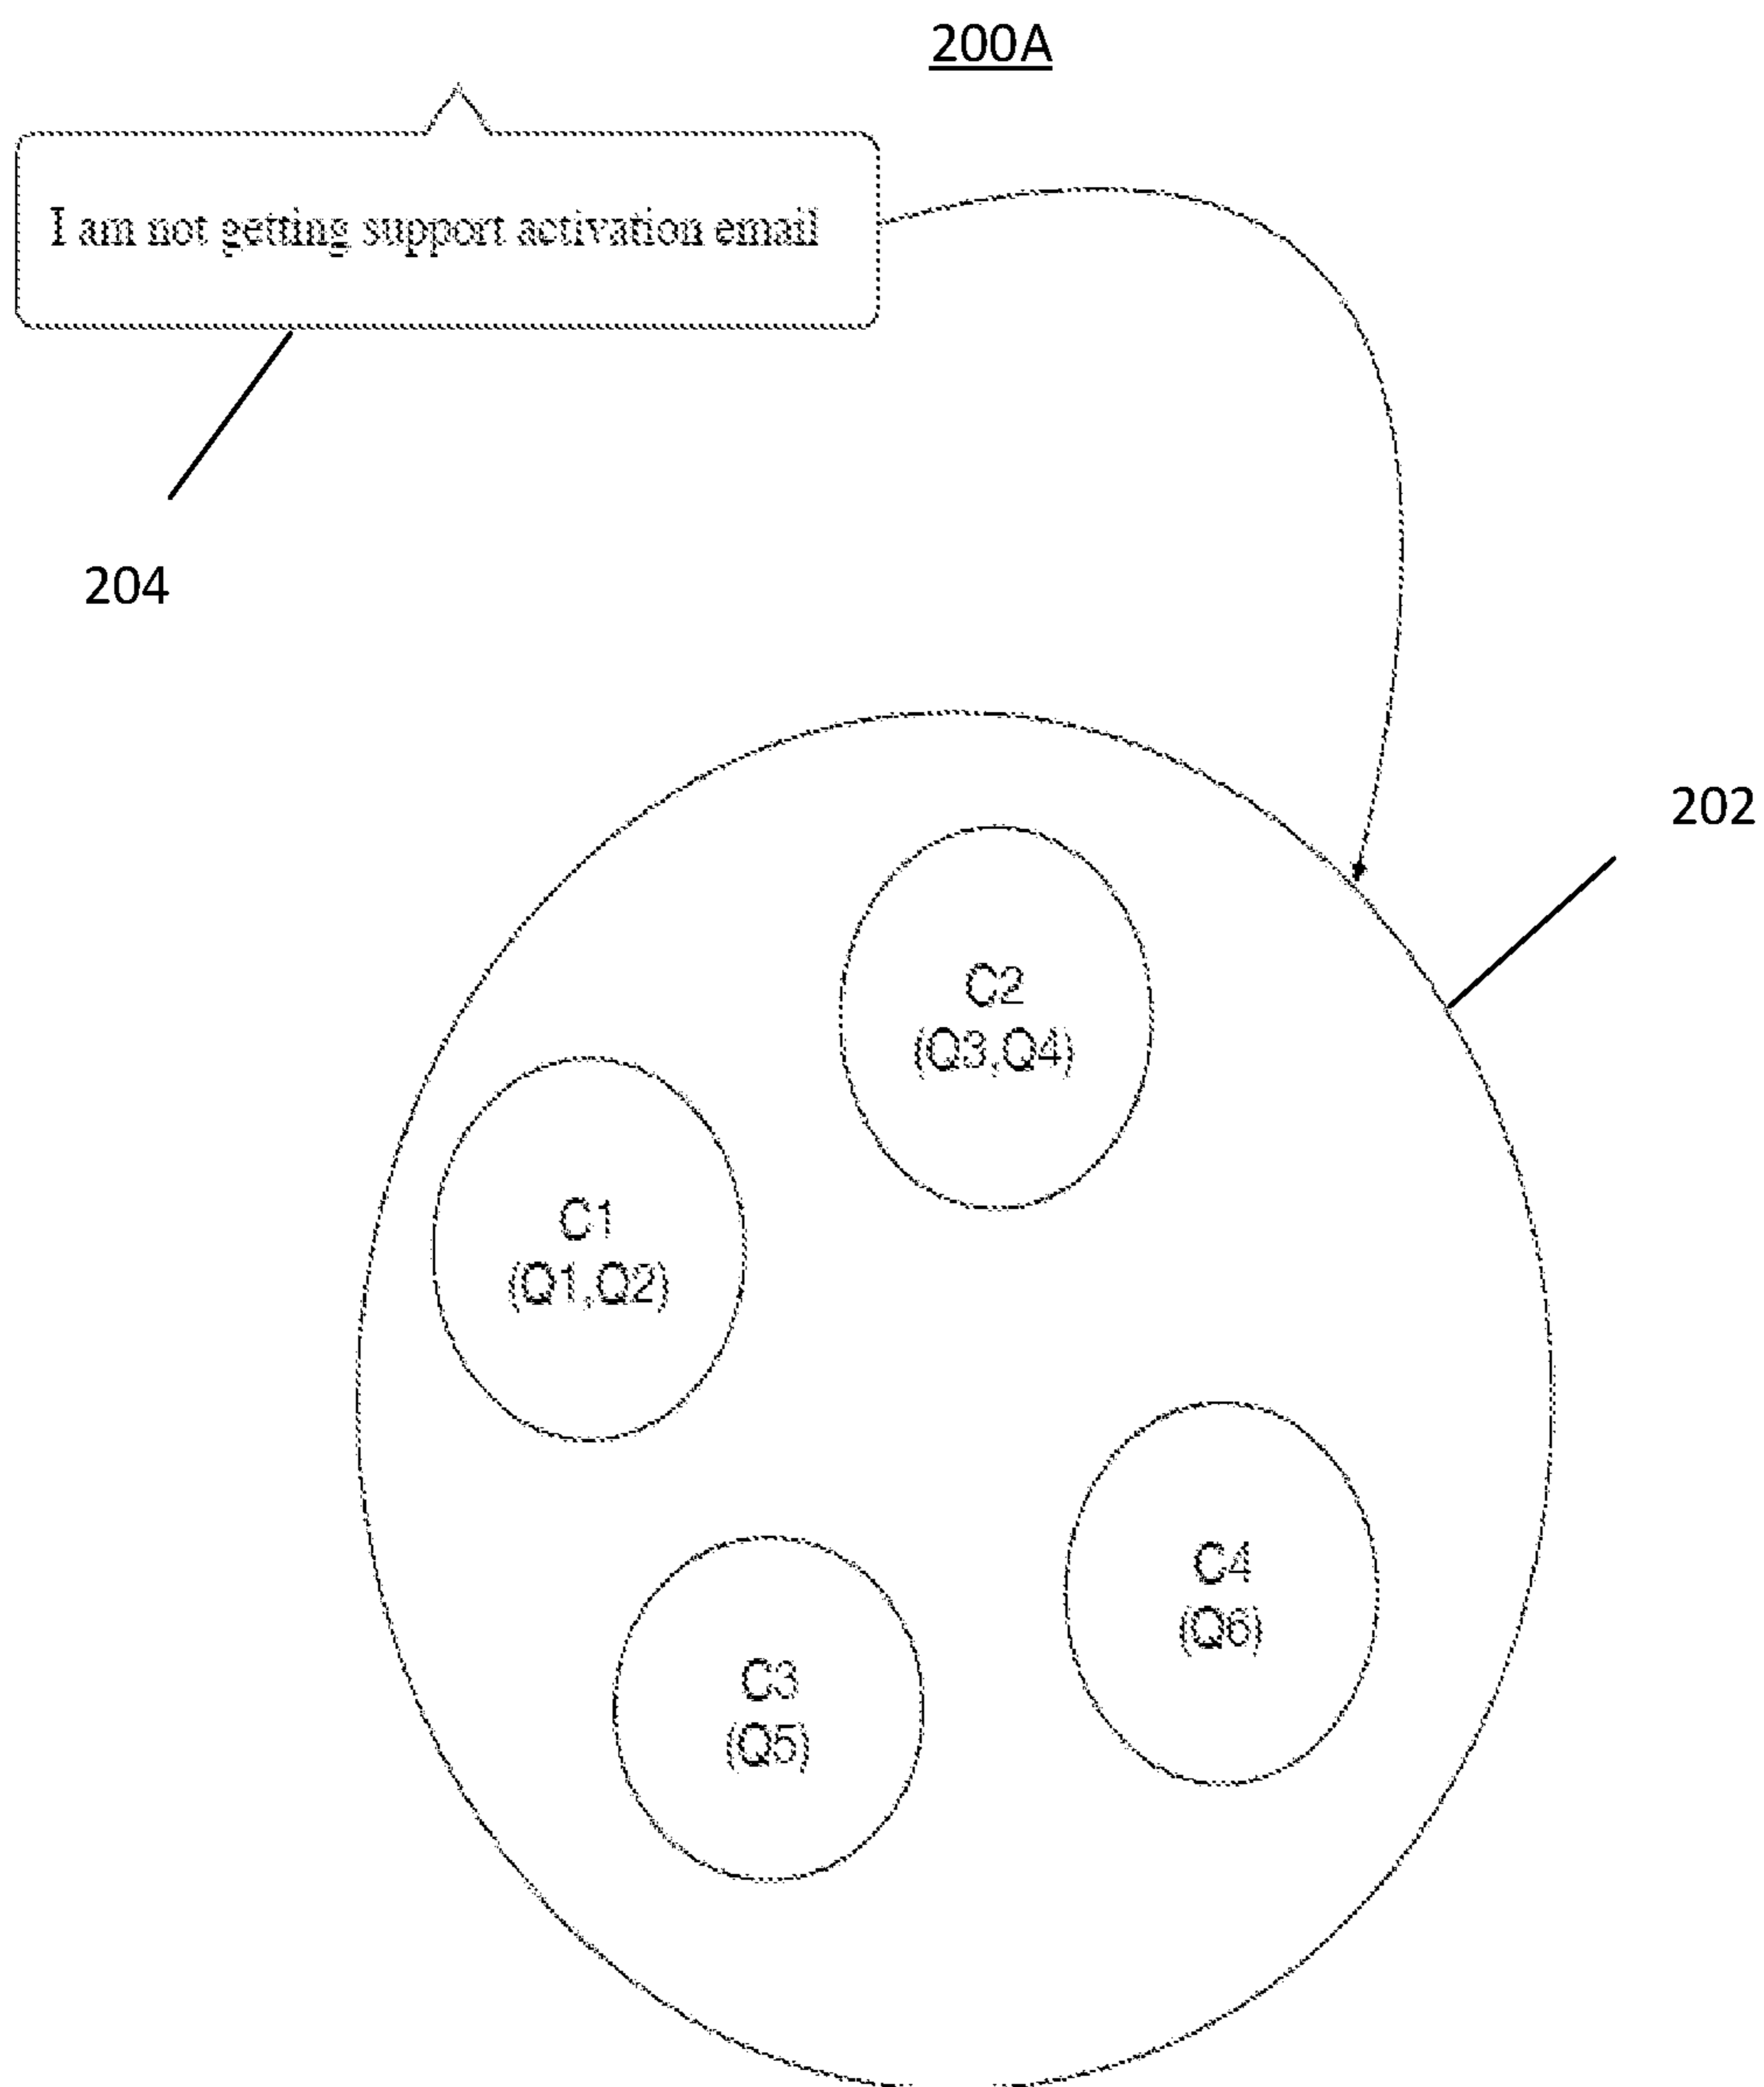 200A
I am not getting support activation email
204
202
C2
(Q3,Q4)
C1
(Q1,Q2)
C4
(Q6)
C3
(Q5)